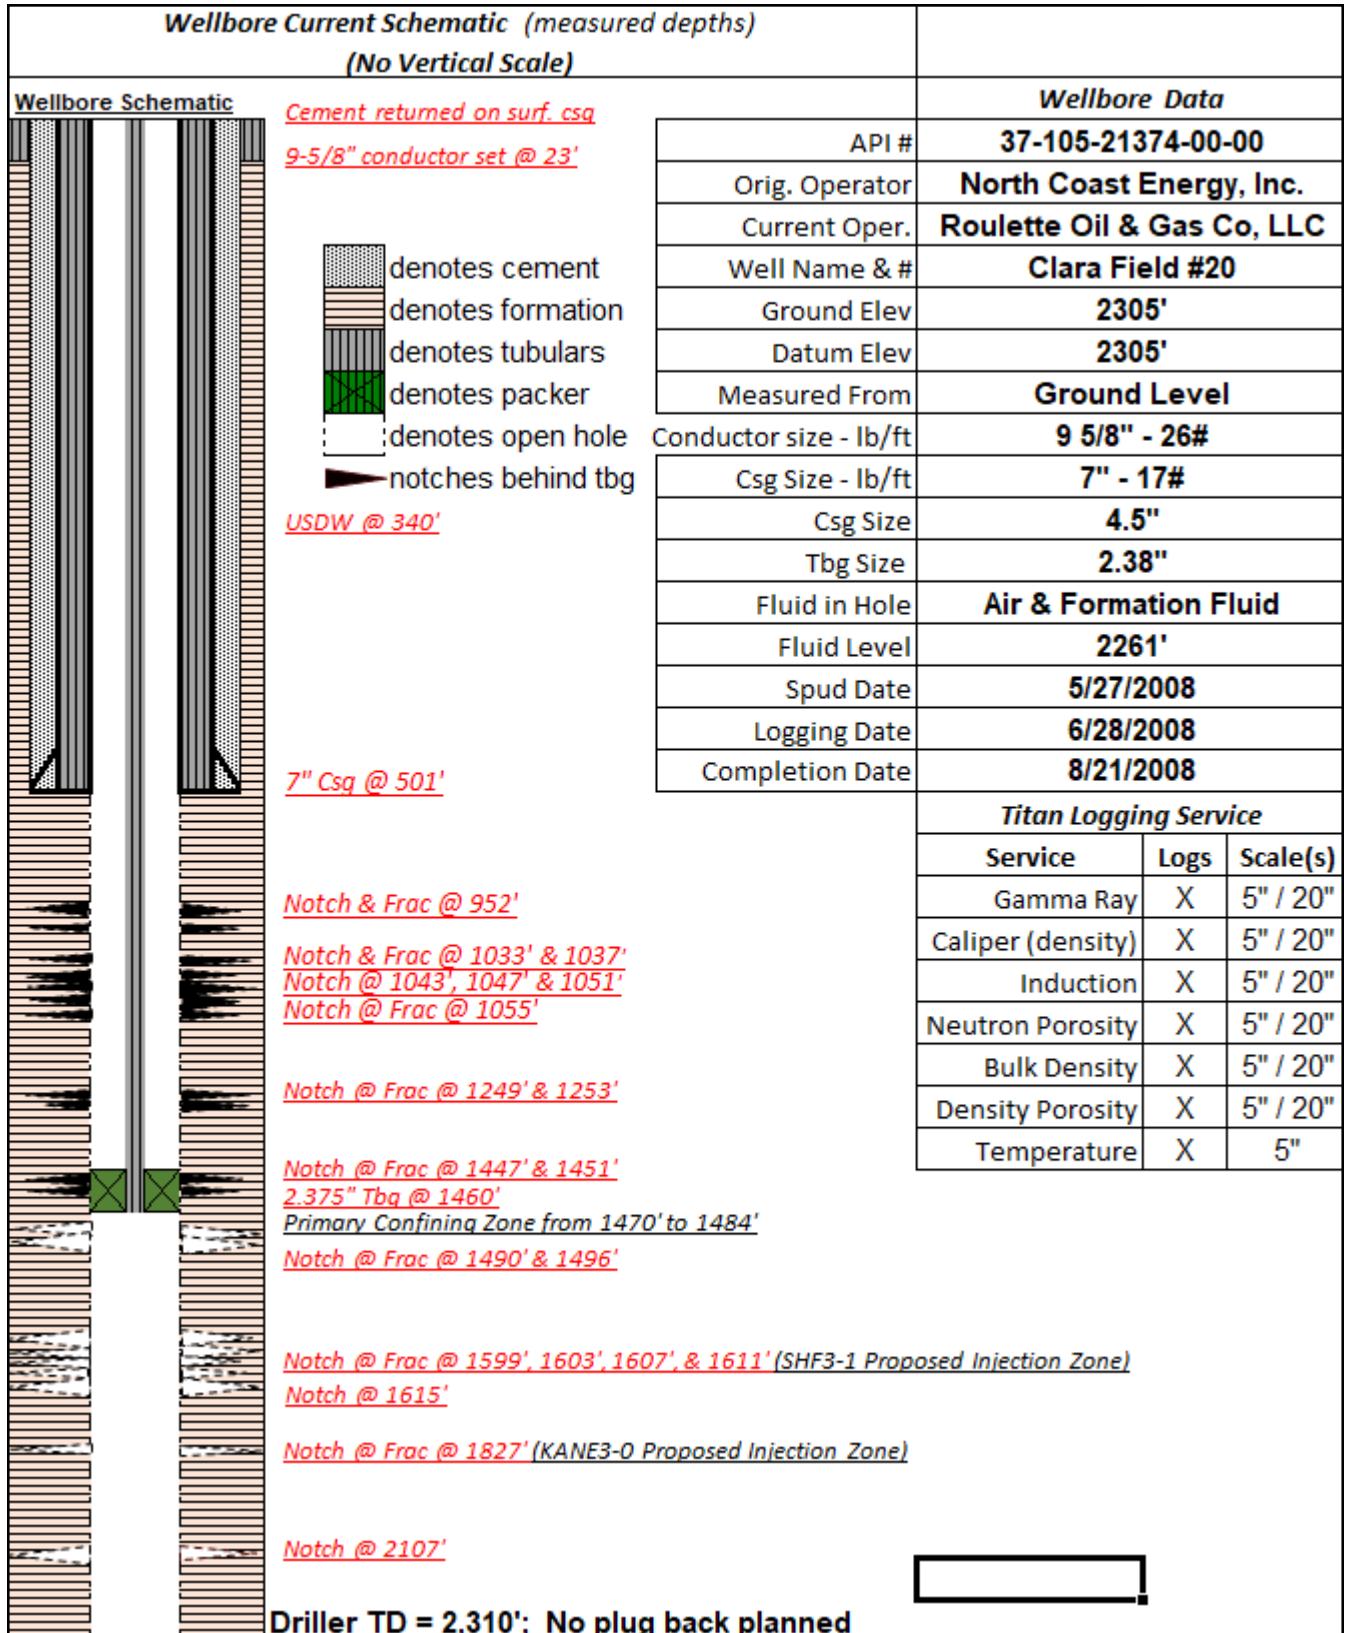 Wellbore Current Schematic (measured depths)
(No Vertical Scale)
Wellbore Schematic
Cement returned on surf. csg
9-5/8" conductor set @ 23'
denotes cement
denotes formation
denotes tubulars
denotes packer
denotes open hole
notches behind tbg
USDW @ 340'
7" Csg @ 501'
Notch & Frac @ 952'
Notch & Frac @ 1033' & 1037'
Notch @ 1043', 1047' & 1051'
Notch @ Frac @ 1055'
Notch @ Frac @ 1249' & 1253'
Notch @ Frac @ 1447' & 1451'
2.375" Tbg @ 1460'
Primary Confining Zone from 1470' to 1484'
Notch @ Frac @ 1490' & 1496'
Notch @ Frac @ 1599', 1603', 1607', & 1611' (SHF3-1 Proposed Injection Zone)
Notch @ 1615'
Notch @ Frac @ 1827' (KANE3-0 Proposed Injection Zone)
Notch @ 2107'
Driller TD = 2,310'; No plug back planned
Wellbore Data
API # 37-105-21374-00-00
Orig. Operator North Coast Energy, Inc.
Current Oper. Roulette Oil & Gas Co, LLC
Well Name & # Clara Field #20
Ground Elev 2305'
Datum Elev 2305'
Measured From Ground Level
Conductor size - lb/ft 9 5/8" - 26#
Csg Size - lb/ft 7" - 17#
Csg Size 4.5"
Tbg Size 2.38"
Fluid in Hole Air & Formation Fluid
Fluid Level 2261'
Spud Date 5/27/2008
Logging Date 6/28/2008
Completion Date 8/21/2008
Titan Logging Service
Service Logs Scale(s)
Gamma Ray X 5" / 20"
Caliper (density) X 5" / 20"
Induction X 5" / 20"
Neutron Porosity X 5" / 20"
Bulk Density X 5" / 20"
Density Porosity X 5" / 20"
Temperature X 5"